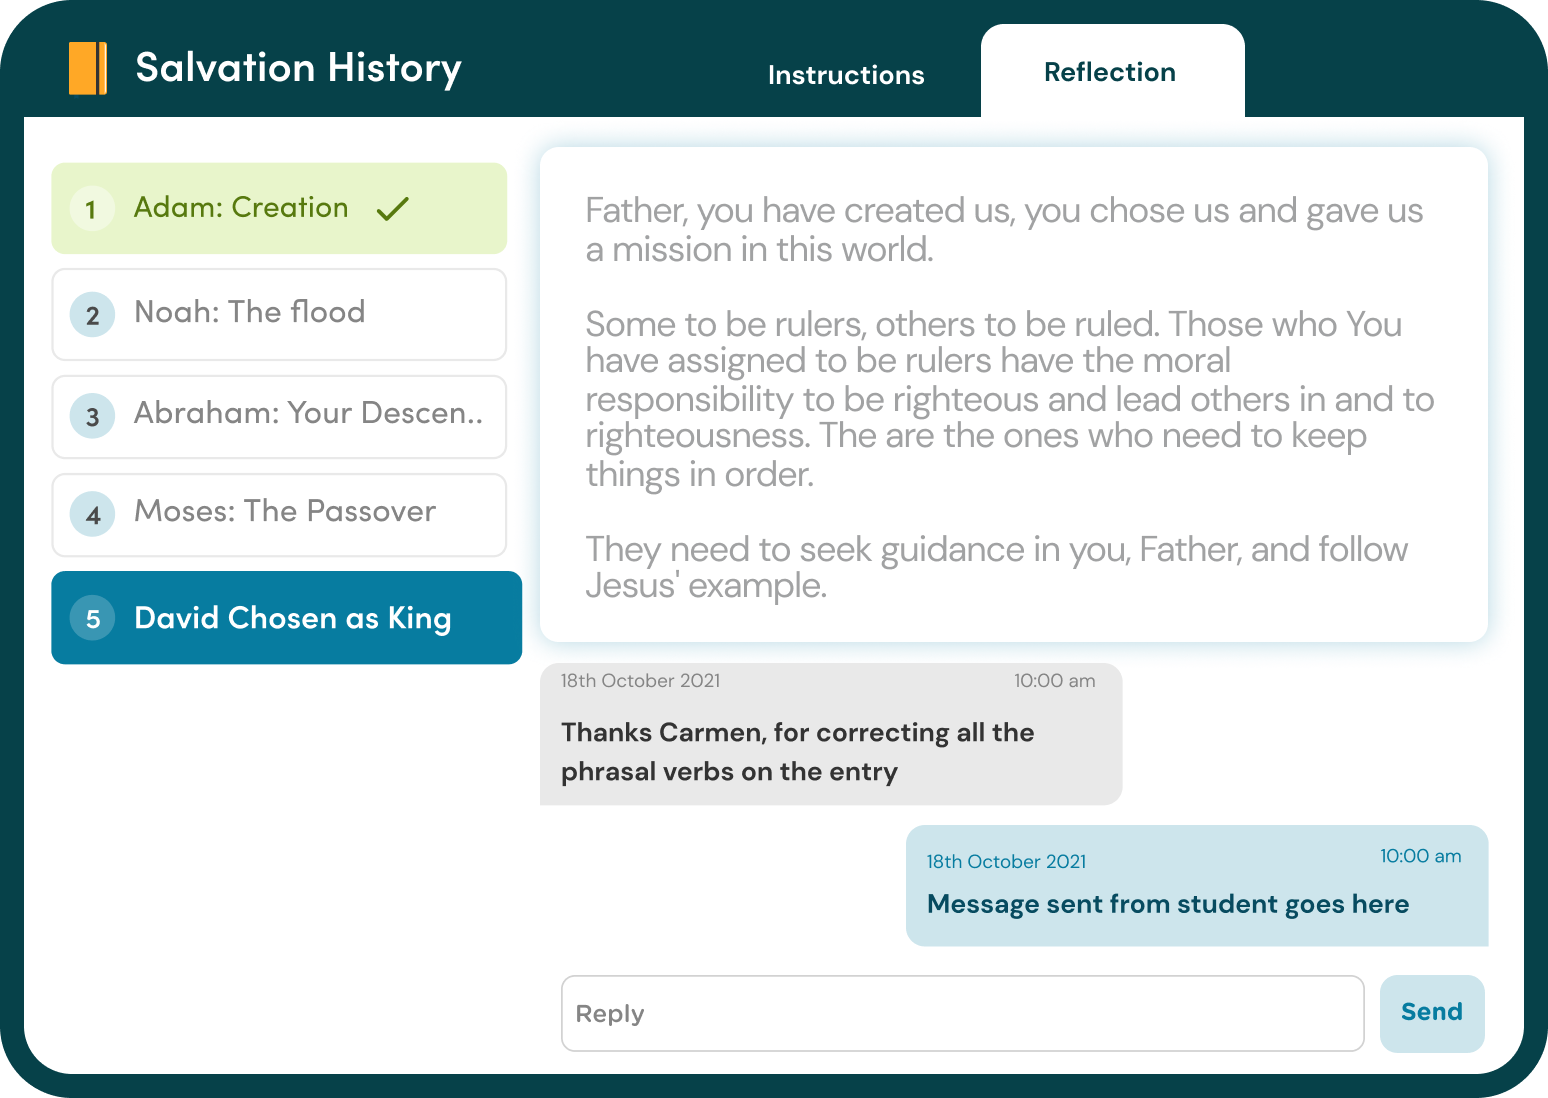 Salvation History
Instructions
Reflection
1 Adam: Creation
2 Noah: The flood
3 Abraham: Your Descen..
4 Moses: The Passover
5 David Chosen as King
Father, you have created us, you chose us and gave us
a mission in this world.
Some to be rulers, others to be ruled. Those who You
have assigned to be rulers have the moral
responsibility to be righteous and lead others in and to
righteousness. The are the ones who need to keep
things in order.
They need to seek guidance in you, Father, and follow
Jesus' example.
18th October 2021 10:00 am
Thanks Carmen, for correcting all the
phrasal verbs on the entry
18th October 2021 10:00 am
Message sent from student goes here
Reply
Send